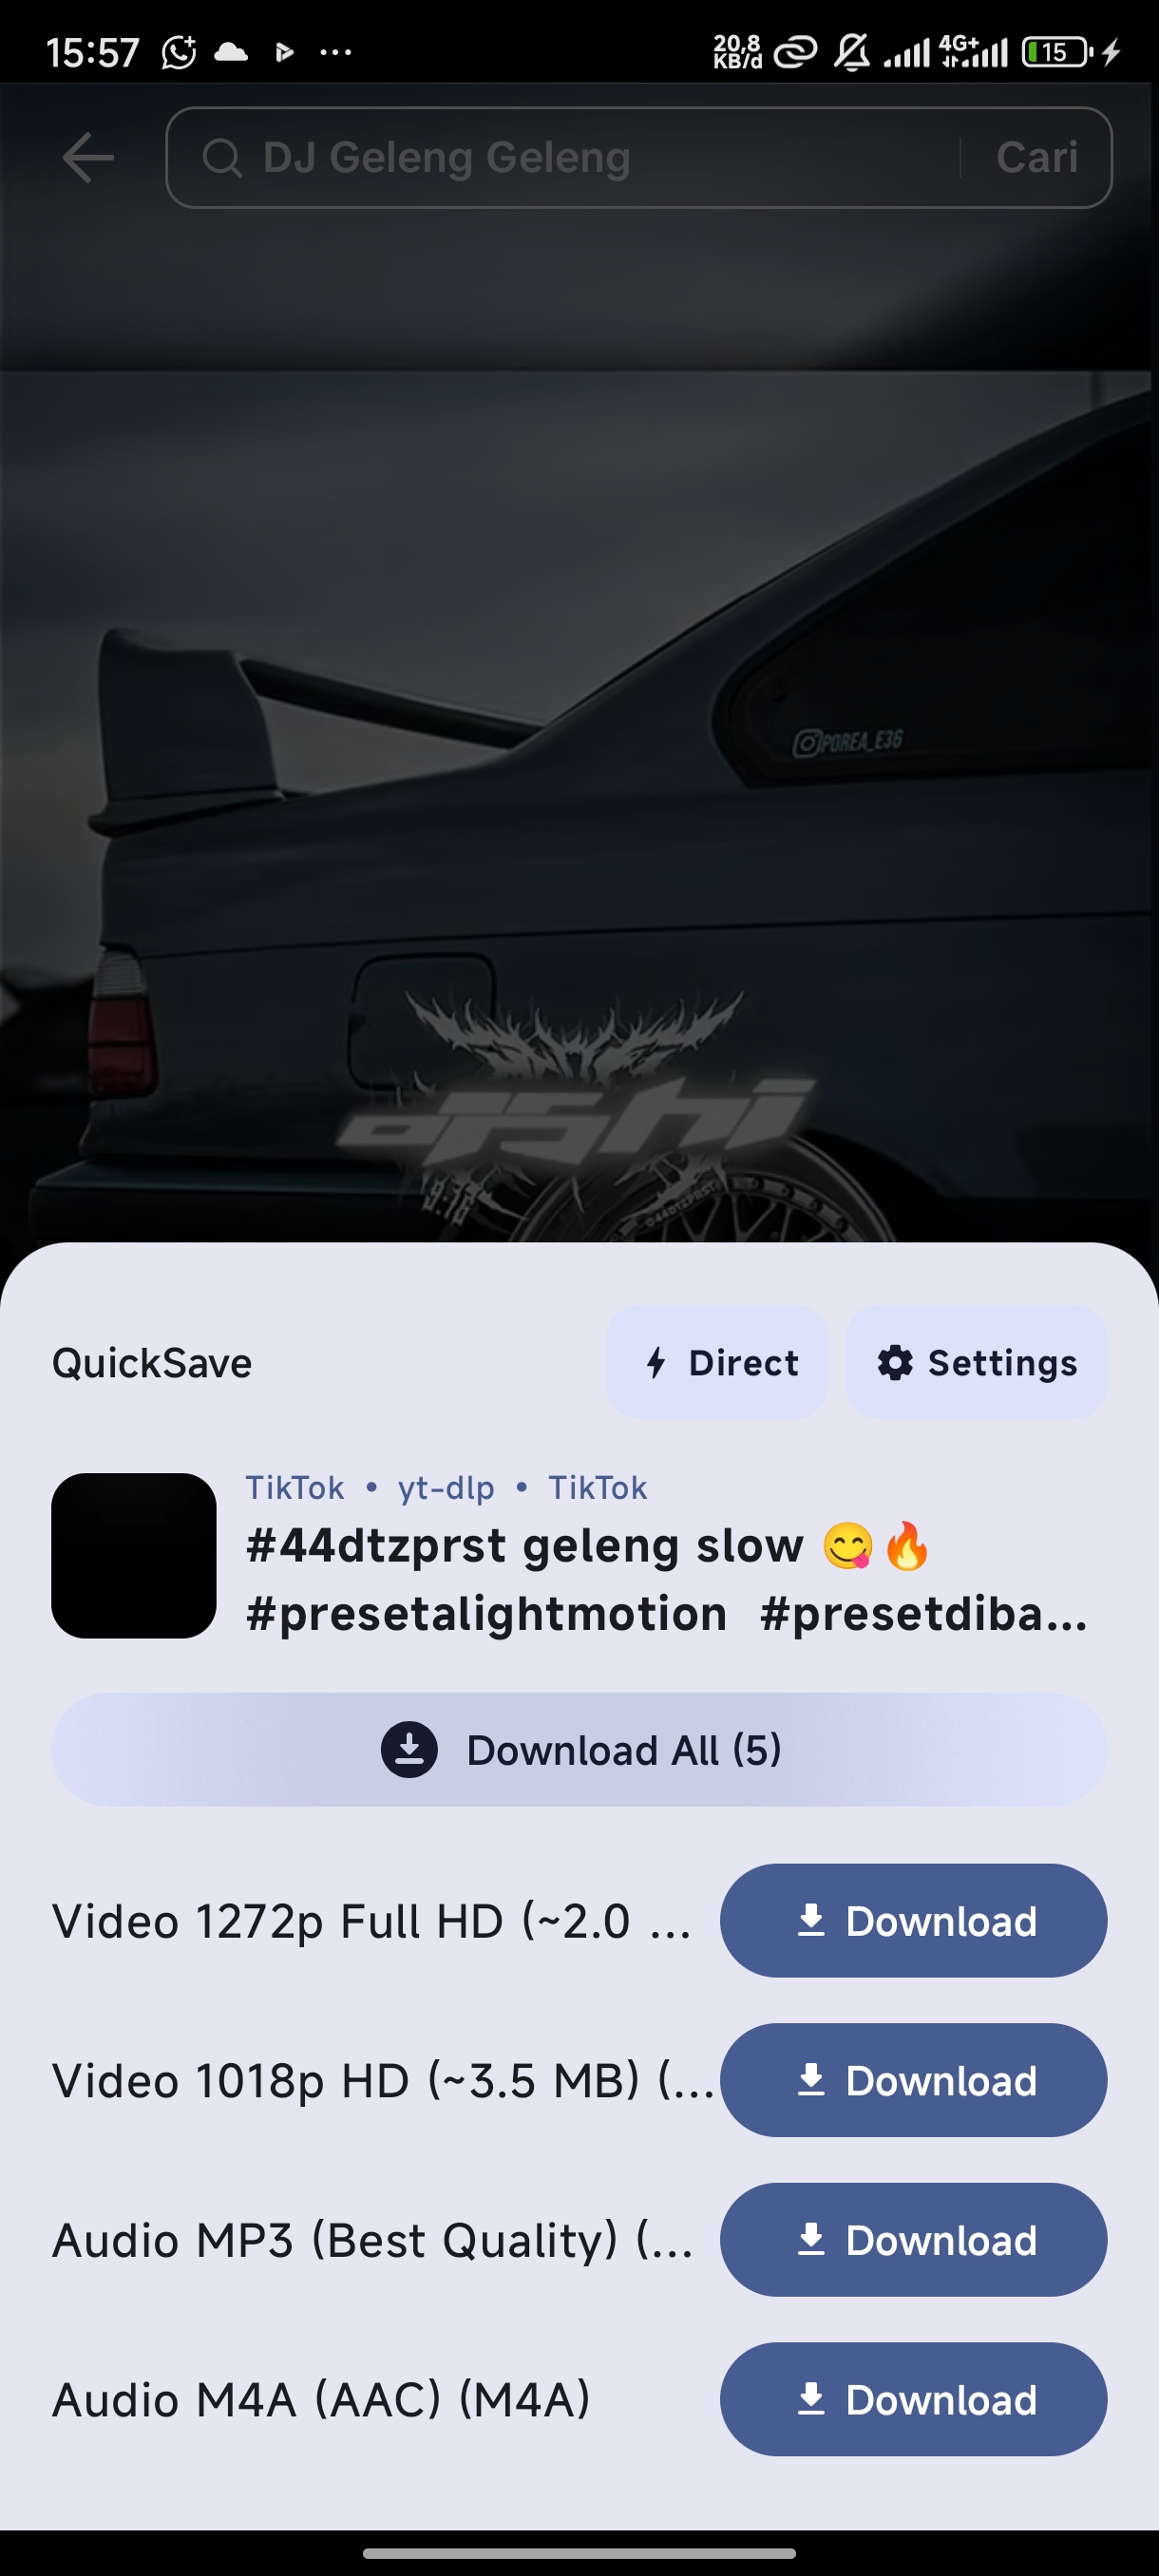 15:57
20,8
KB/d
4G+
15
DJ Geleng Geleng
Cari
POREA_E36
QuickSave
Direct
Settings
TikTok • yt-dlp • TikTok
#44dtzprst geleng slow 😋🔥
#presetalightmotion #presetdiba...
Download All (5)
Video 1272p Full HD (~2.0 ...
Download
Video 1018p HD (~3.5 MB) (...
Download
Audio MP3 (Best Quality) (...
Download
Audio M4A (AAC) (M4A)
Download